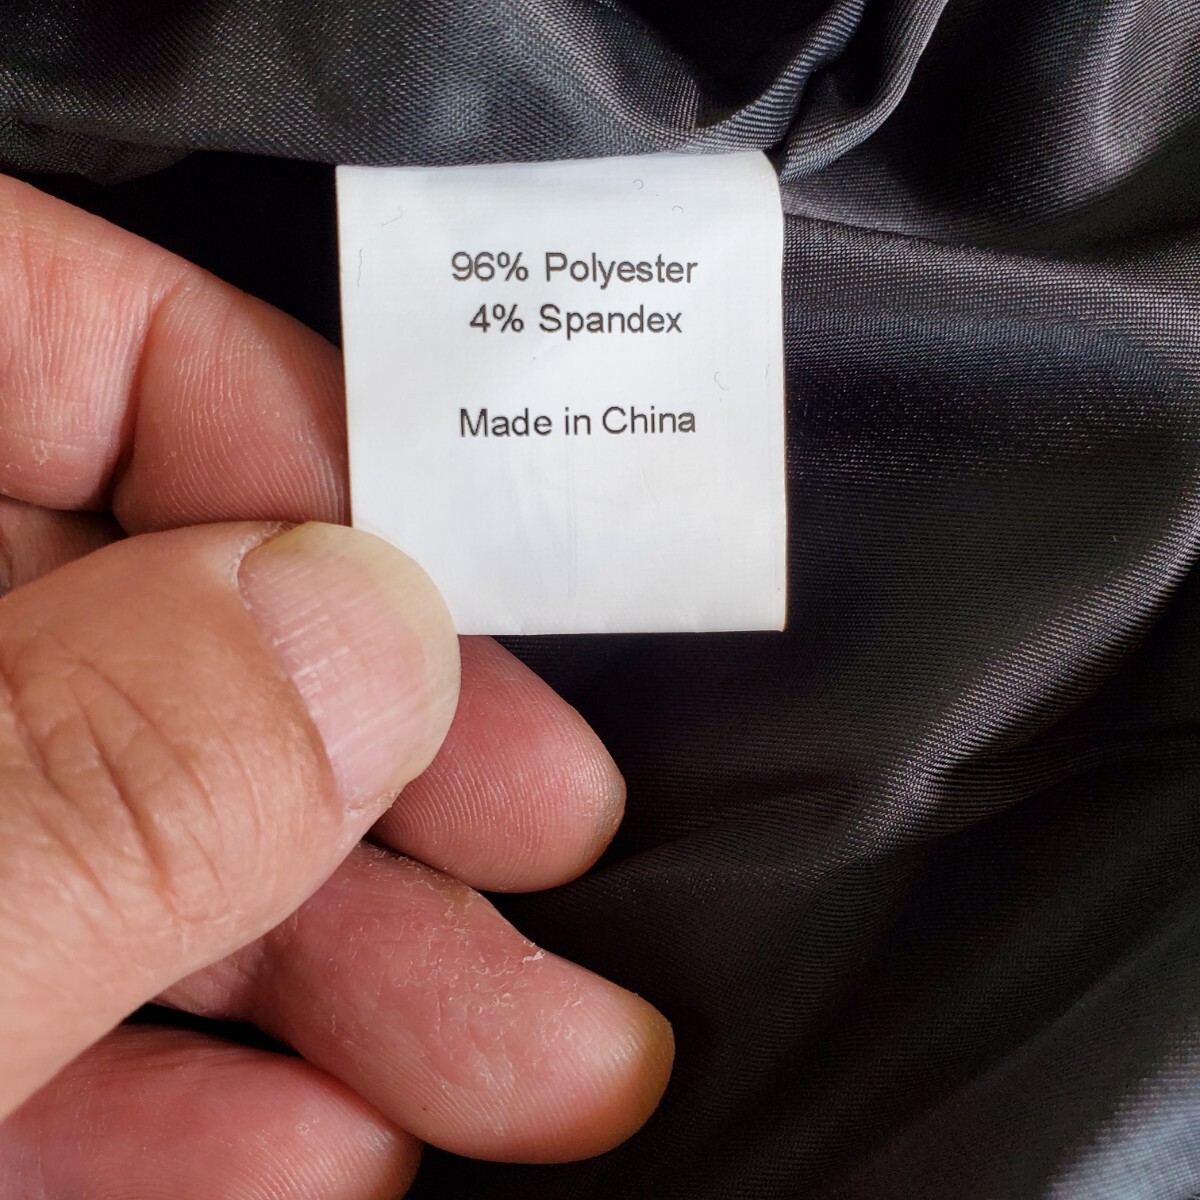 96% Polyester
4% Spandex
Made in China